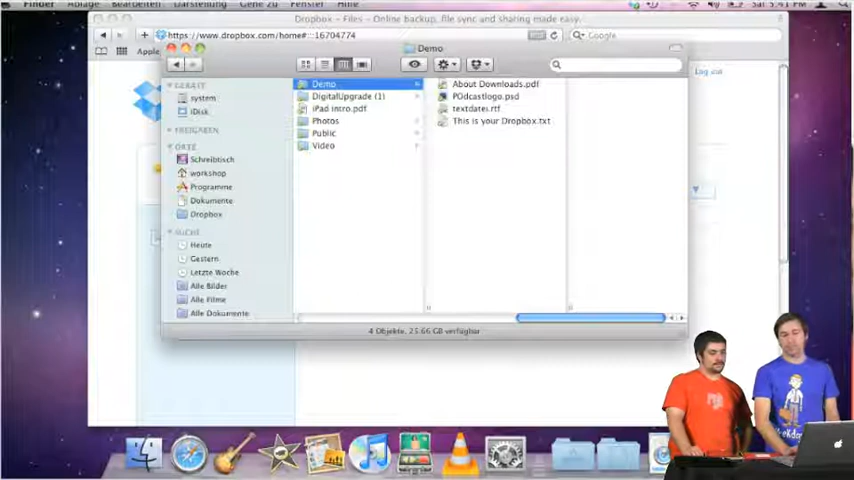 Finder Ablage Bearbeiten Darstellung Gehe zu Fenster Hilfe Sa 5:41 PM
Dropbox – Files – Online backup, file sync and sharing made easy.
https://www.dropbox.com/home#:::16704774
Google
Apple
Log out
Demo
GERÄTE
system
iDisk
FREIGABEN
ORTE
Schreibtisch
workshop
Programme
Dokumente
Dropbox
SUCHE
Heute
Gestern
Letzte Woche
Alle Bilder
Alle Filme
Alle Dokumente
Demo
DigitalUpgrade (1)
iPad intro.pdf
Photos
Public
Video
About Downloads.pdf
POdcastlogo.psd
textdatei.rtf
This is your Dropbox.txt
4 Objekte, 25.66 GB verfügbar